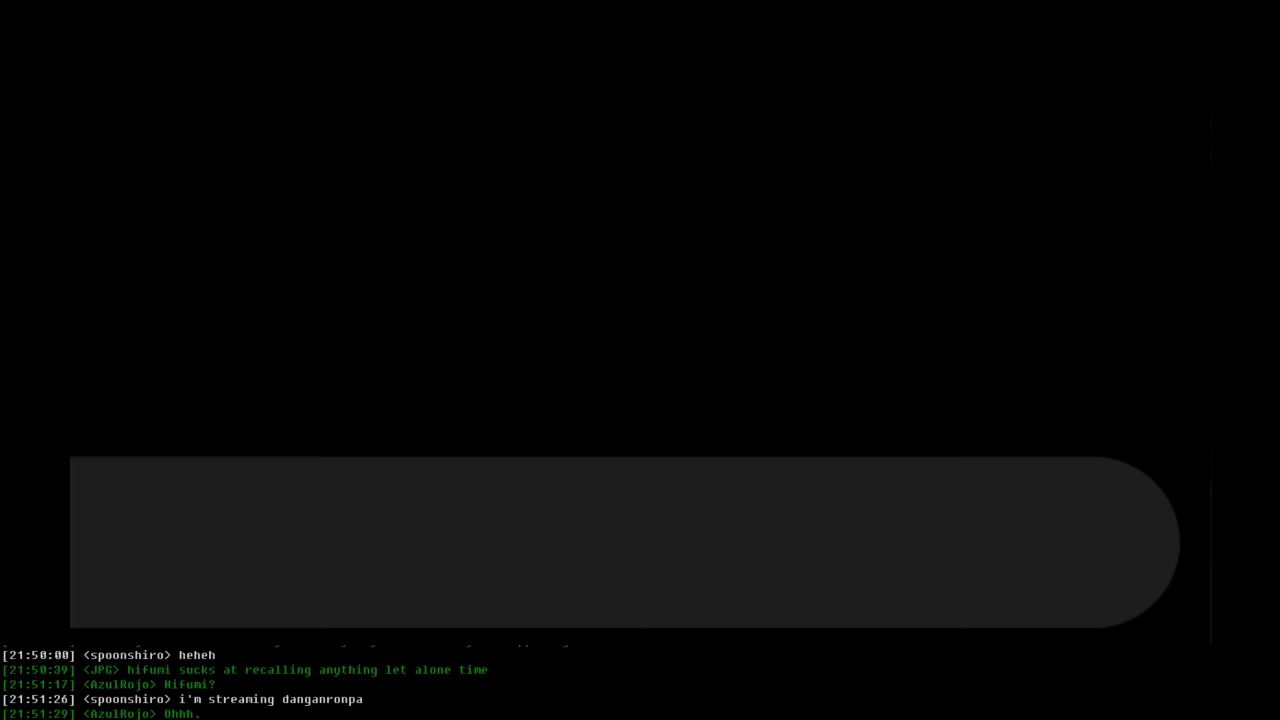 [21:50:00] <spoonshiro> heheh
[21:50:39] <JPG> hifumi sucks at recalling anything let alone time
[21:51:17] <AzulRojo> Hifumi?
[21:51:26] <spoonshiro> i'm streaming danganronpa
[21:51:29] <AzulRojo> Ohhh.